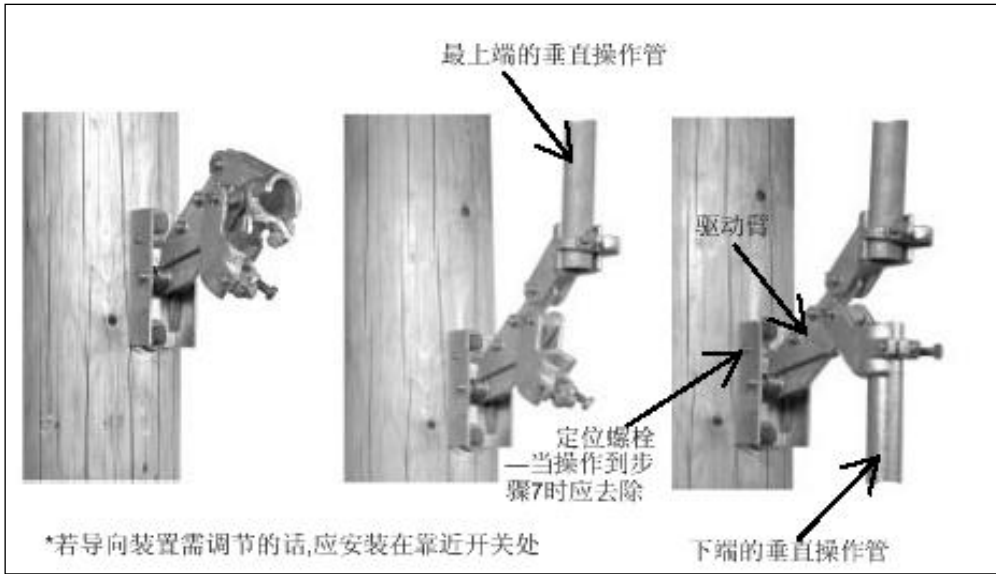 最上端的垂直操作管
驱动臂
定位螺栓
—当操作到步
骤7时应去除
*若导向装置需调节的话,应安装在靠近开关处
下端的垂直操作管